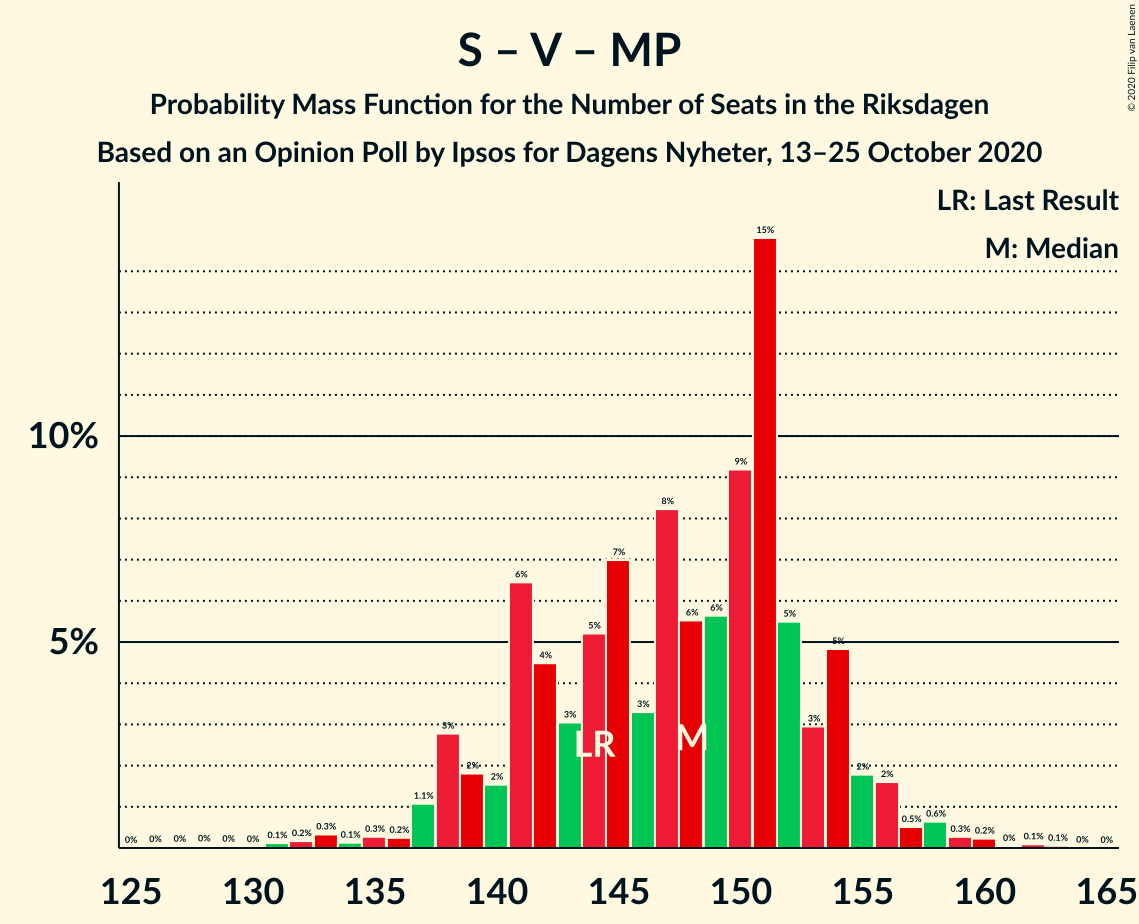 S – V – MP
Probability Mass Function for the Number of Seats in the Riksdagen
Based on an Opinion Poll by Ipsos for Dagens Nyheter, 13–25 October 2020
© 2020 Filip van Laenen
LR: Last Result
M: Median
10%
5%
0% 0% 0% 0% 0% 0% 0.1% 0.2% 0.3% 0.1% 0.3% 0.2% 1.1% 3% 2% 2% 6% 4% 3% 5% 7% 3% 8% 6% 6% 9% 15% 5% 3% 5% 2% 2% 0.5% 0.6% 0.3% 0.2% 0% 0.1% 0.1% 0% 0%
LR M
125 130 135 140 145 150 155 160 165